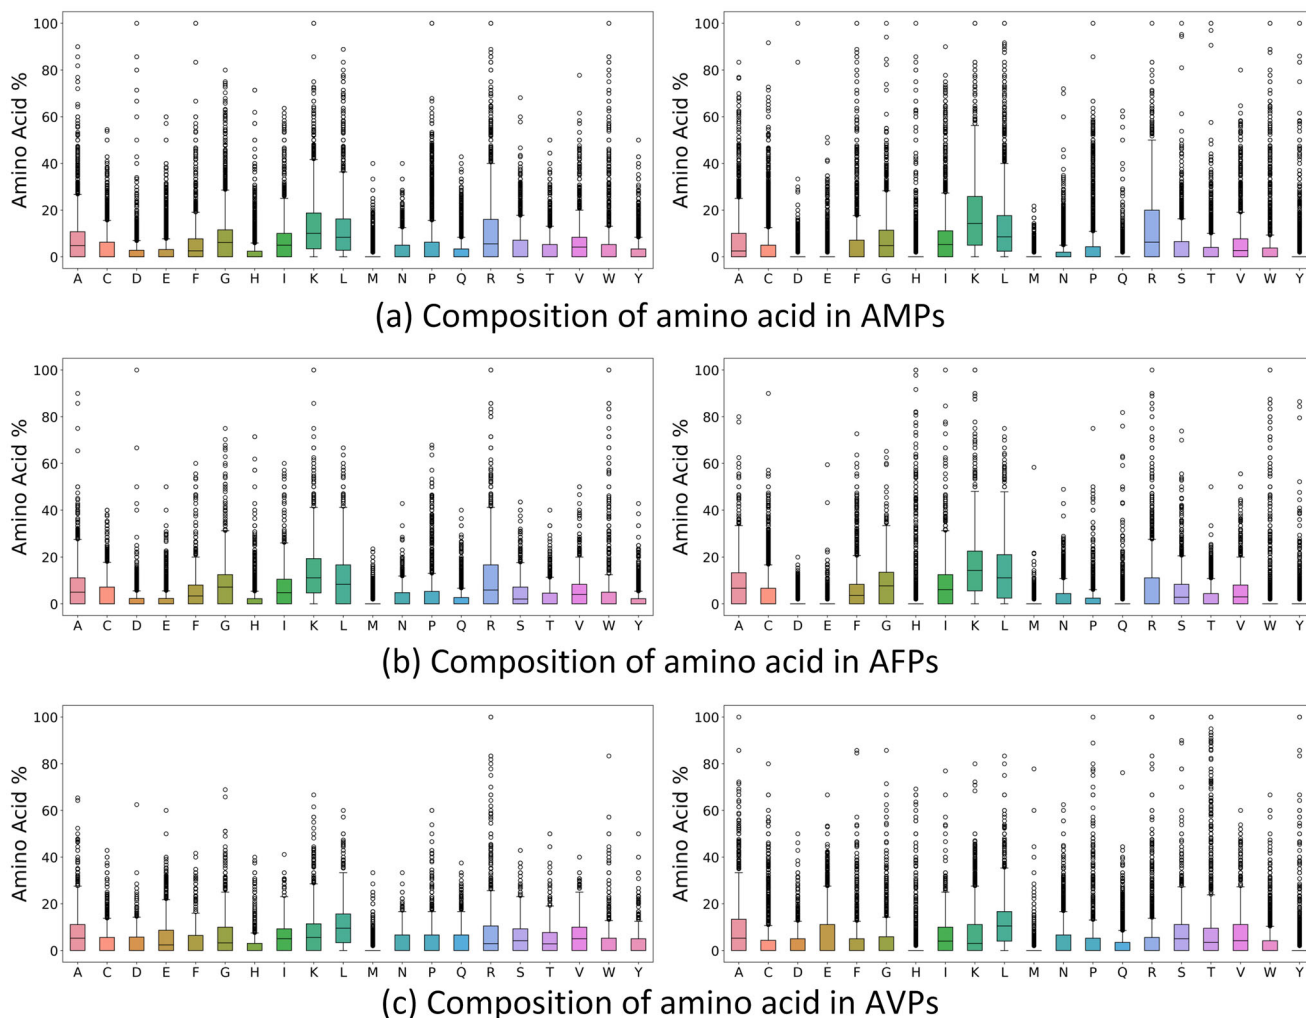 Amino Acid %
100
80
60
40
20
0
A C D E F G H I K L M N P Q R S T V W Y
Amino Acid %
100
80
60
40
20
0
A C D E F G H I K L M N P Q R S T V W Y
(a) Composition of amino acid in AMPs
Amino Acid %
100
80
60
40
20
0
A C D E F G H I K L M N P Q R S T V W Y
Amino Acid %
100
80
60
40
20
0
A C D E F G H I K L M N P Q R S T V W Y
(b) Composition of amino acid in AFPs
Amino Acid %
100
80
60
40
20
0
A C D E F G H I K L M N P Q R S T V W Y
Amino Acid %
100
80
60
40
20
0
A C D E F G H I K L M N P Q R S T V W Y
(c) Composition of amino acid in AVPs